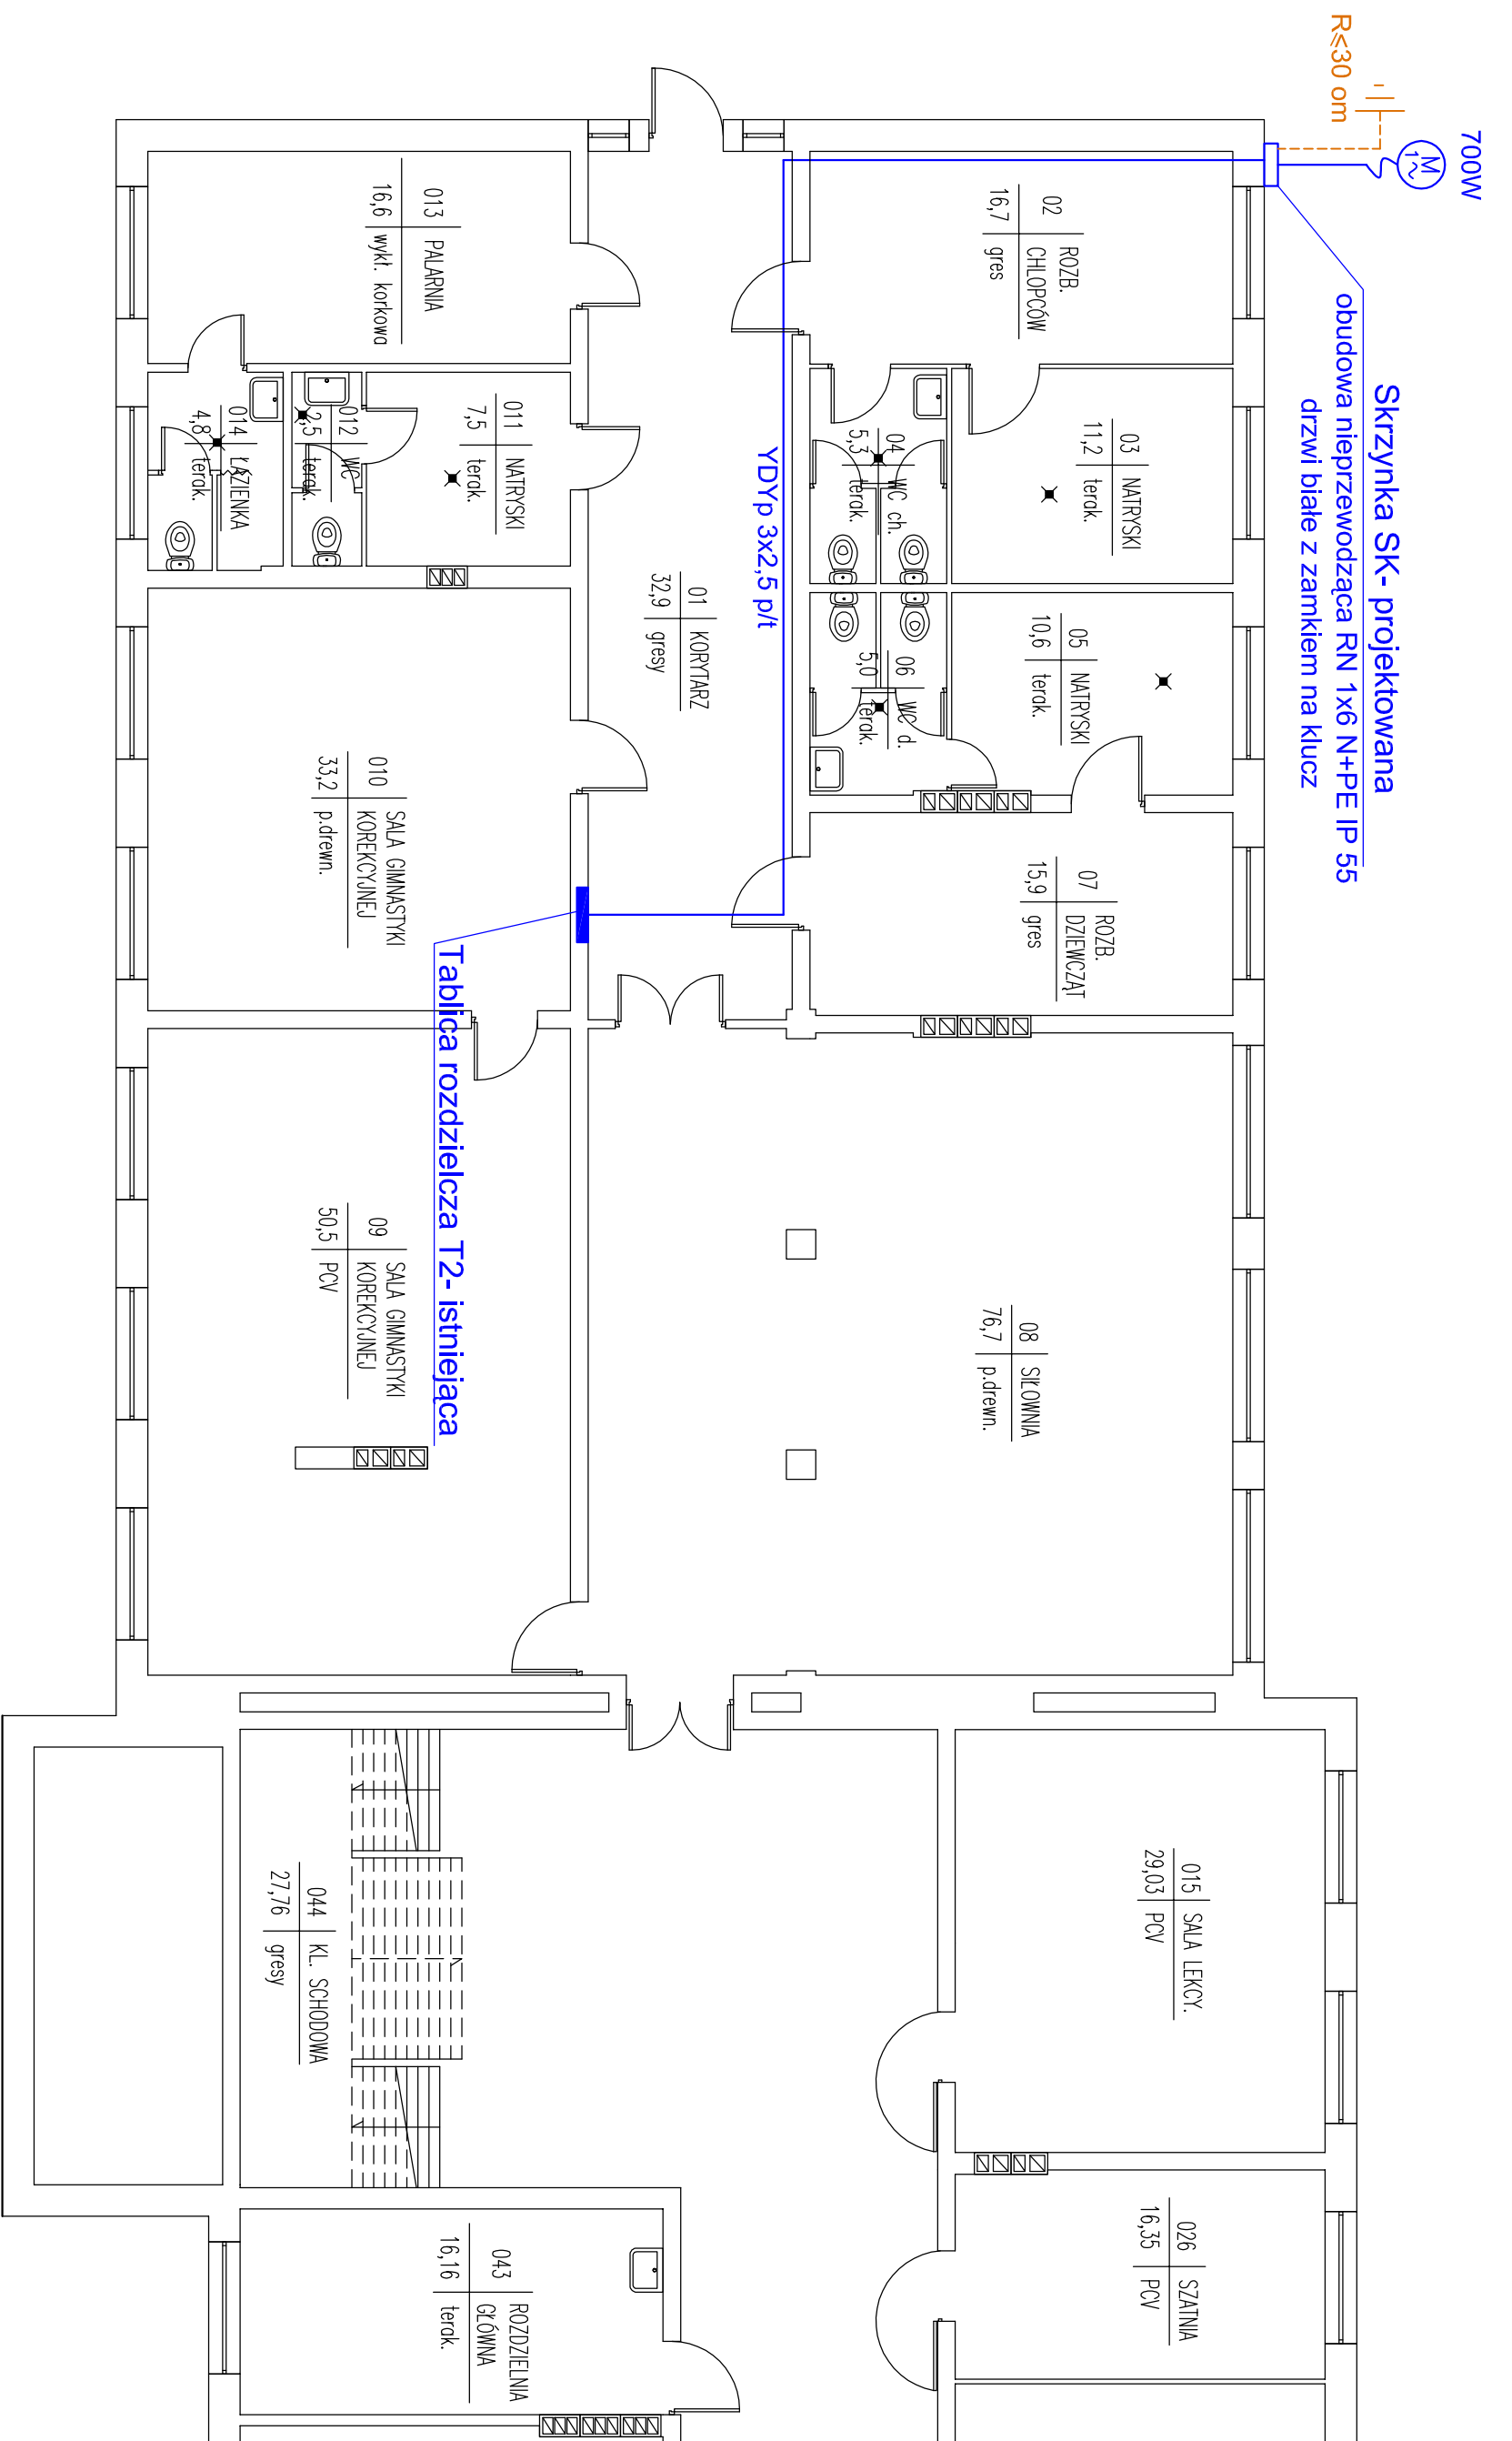 700W
M
1~
R≤30 om
Skrzynka SK- projektowana
obudowa nieprzewodząca RN 1x6 N+PE IP 55
drzwi białe z zamkiem na klucz
02 ROZB.
CHLOPCÓW
16,7 gres
03 NATRYSKI
11,2 terak.
04 WC ch.
5,3 terak.
05 NATRYSKI
10,6 terak.
06 WC d.
5,0 terak.
07 ROZB.
DZIEWCZĄT
15,9 gres
08 SIŁOWNIA
76,7 p.drewn.
YDYp 3x2,5 p/t
01 KORYTARZ
32,9 gresy
013 PALARNIA
16,6 wykł. korkowa
011 NATRYSKI
7,5 terak.
012 WC
2,5 terak.
014 ŁAZIENKA
4,8 terak.
010 SALA GIMNASTYKI
KOREKCYJNEJ
33,2 p.drewn.
Tablica rozdzielcza T2- istniejąca
09 SALA GIMNASTYKI
KOREKCYJNEJ
50,5 PCV
015 SALA LEKCY.
29,03 PCV
026 SZATNIA
16,35 PCV
044 KL. SCHODOWA
27,76 gresy
043 ROZDZIELNIA
GŁÓWNA
16,16 terak.